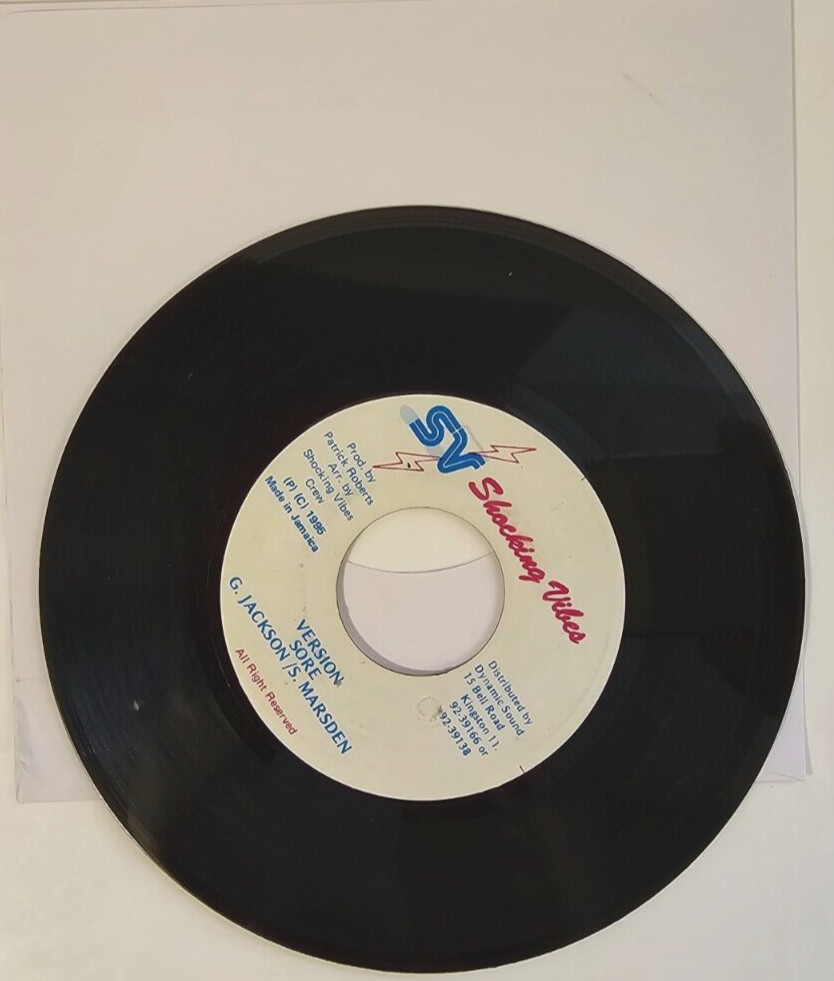 SV
Shocking Vibes
Prod. by
Patrick Roberts
Arr. by
Shocking Vibes
Crew
(P) (C) 1995
Made in Jamaica
VERSION
SORE
G. JACKSON /S. MARSDEN
All Right Reserved
Distributed by
Dynamic Sound
15 Bell Road
Kingston 11.
92-39166 or
92-39138